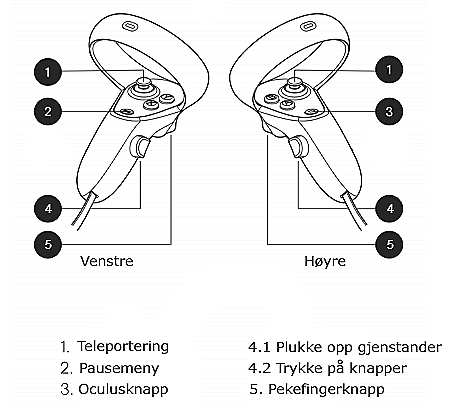 1
1
2
3
4
4
5
5
Venstre
Høyre
1. Teleportering
2. Pausemeny
3. Oculusknapp
4.1 Plukke opp gjenstander
4.2 Trykke på knapper
5. Pekefingerknapp